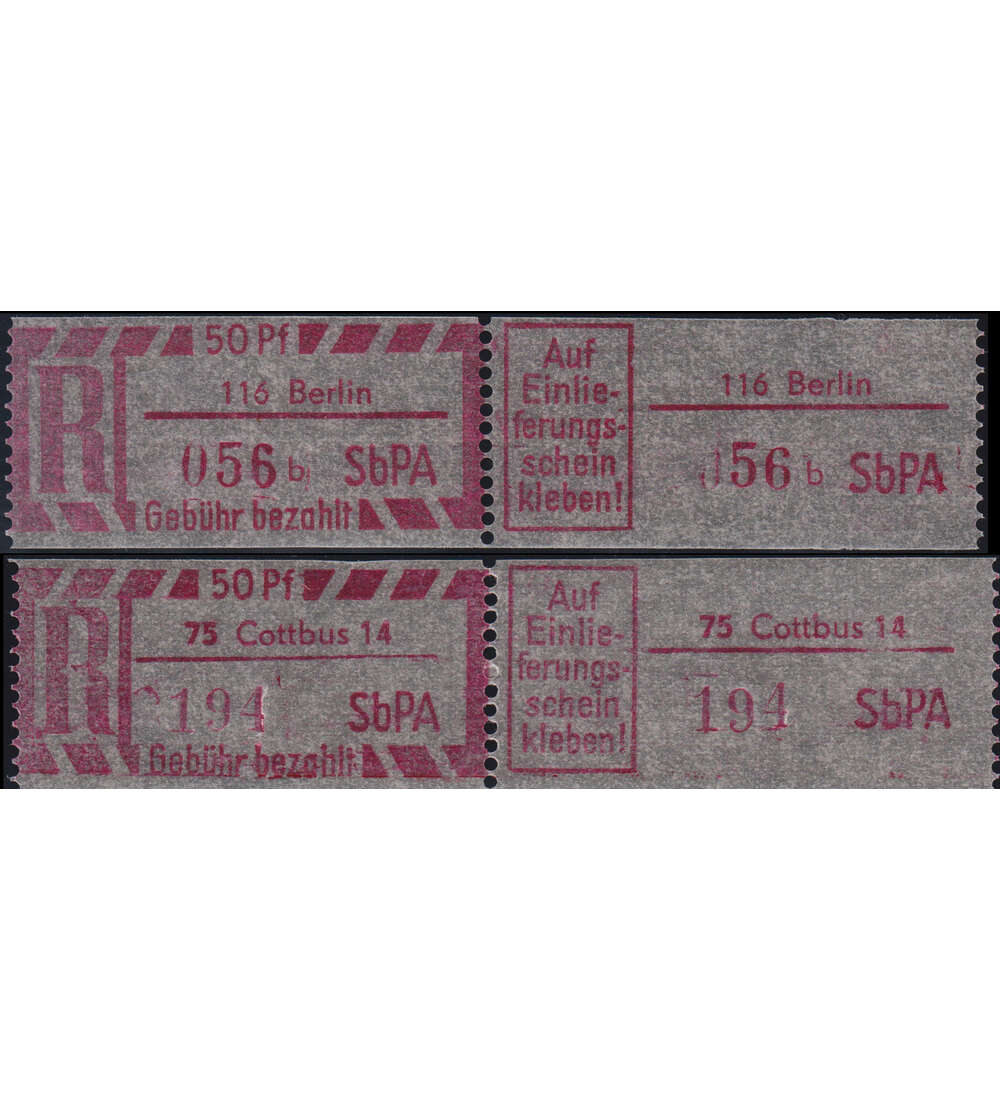 50 Pf
R
116 Berlin
056 b SbPA
Gebühr bezahlt
Auf
Einlie-
ferungs-
schein
kleben!
116 Berlin
056 b SbPA
50 Pf
R
75 Cottbus 14
194 SbPA
Gebühr bezahlt
Auf
Einlie-
ferungs-
schein
kleben!
75 Cottbus 14
194 SbPA